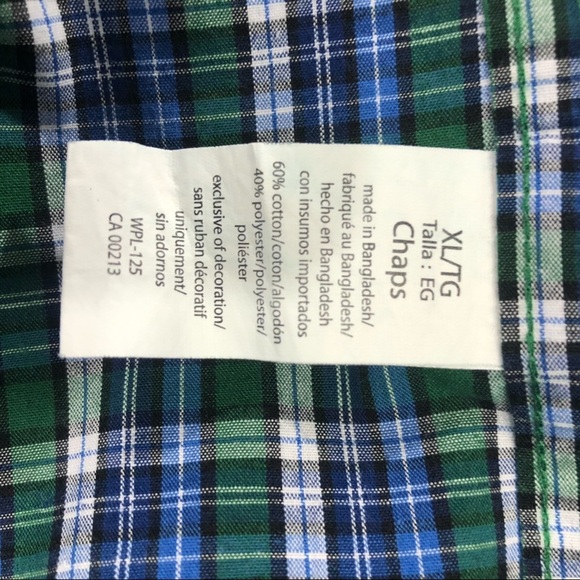 XL/TG
Talla : EG
Chaps
made in Bangladesh/
fabriqué au Bangladesh/
hecho en Bangladesh
con insumos importados
60% cotton/coton/algodón
40% polyester/polyester/
poliéster
exclusive of decoration/
sans ruban décoratif
uniquement/
sin adornos
WPL-125
CA 00213